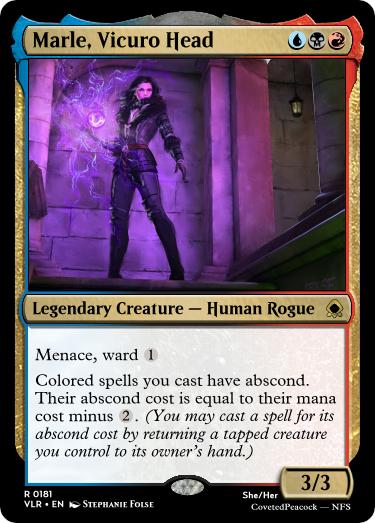 Marle, Vicuro Head
Legendary Creature — Human Rogue
Menace, ward 1
Colored spells you cast have abscond.
Their abscond cost is equal to their mana
cost minus 2. (You may cast a spell for its
abscond cost by returning a tapped creature
you control to its owner's hand.)
3/3
R 0181
VLR • EN Stephanie Folse
She/Her
CovetedPeacock — NFS